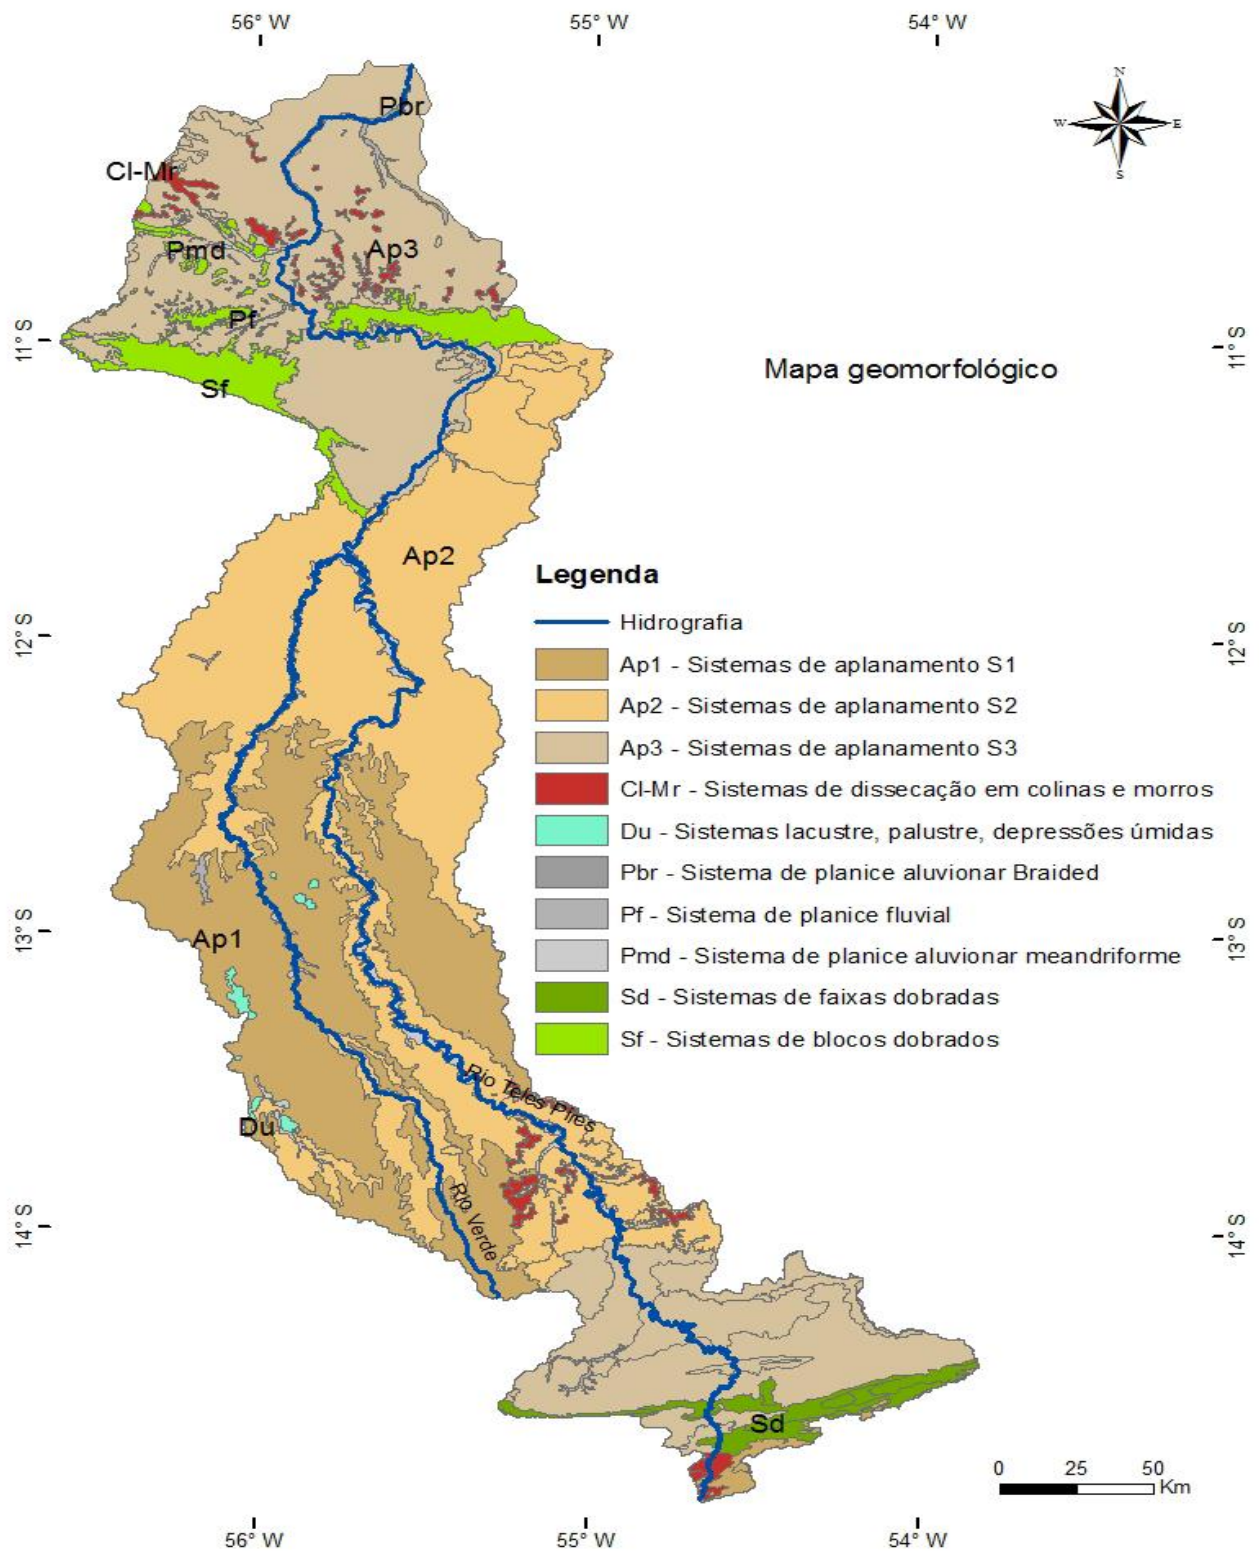 56° W 55° W 54° W
N
W E
S
Pbr
Cl-Mr
Pmd
Ap3
Pf
11°S
11°S
Mapa geomorfológico
Sf
Ap2
Legenda
Hidrografia
12°S
12°S
Ap1 - Sistemas de aplanamento S1
Ap2 - Sistemas de aplanamento S2
Ap3 - Sistemas de aplanamento S3
Cl-Mr - Sistemas de dissecação em colinas e morros
Du - Sistemas lacustre, palustre, depressões úmidas
Pbr - Sistema de planice aluvionar Braided
Pf - Sistema de planice fluvial
Pmd - Sistema de planice aluvionar meandriforme
Sd - Sistemas de faixas dobradas
Sf - Sistemas de blocos dobrados
13°S
13°S
Ap1
Rio Teles Pires
Du
Rio Verde
14°S
14°S
Sd
0 25 50
Km
56° W 55° W 54° W